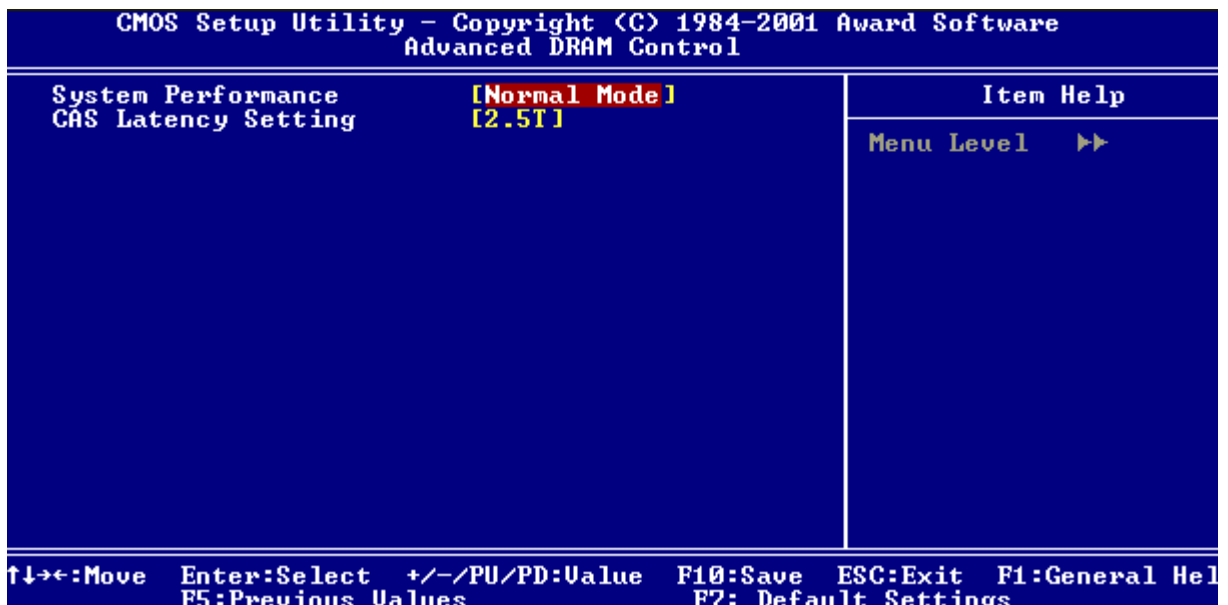 CMOS Setup Utility – Copyright (C) 1984–2001 Award Software
Advanced DRAM Control
System Performance [Normal Mode]
CAS Latency Setting [2.5T]
Item Help
Menu Level ▶▶
↑↓→←:Move Enter:Select +/-/PU/PD:Value F10:Save ESC:Exit F1:General Hel
F5:Previous Values F7: Default Settings